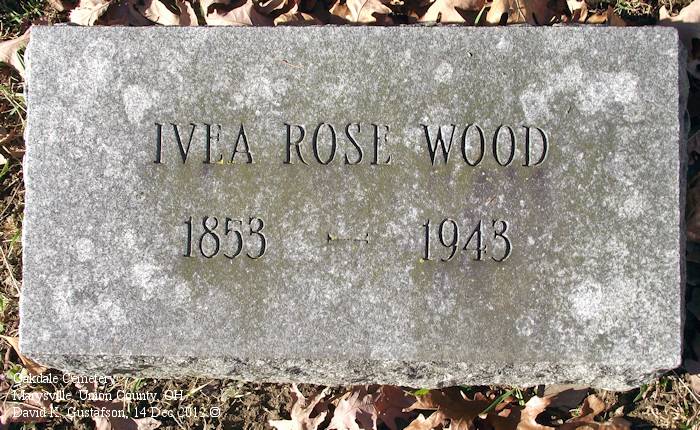 IVEA ROSE WOOD
1853 – 1943
Oakdale Cemetery
Marysville, Union County, OH
David K. Gustafson, 14 Dec 2012 ©